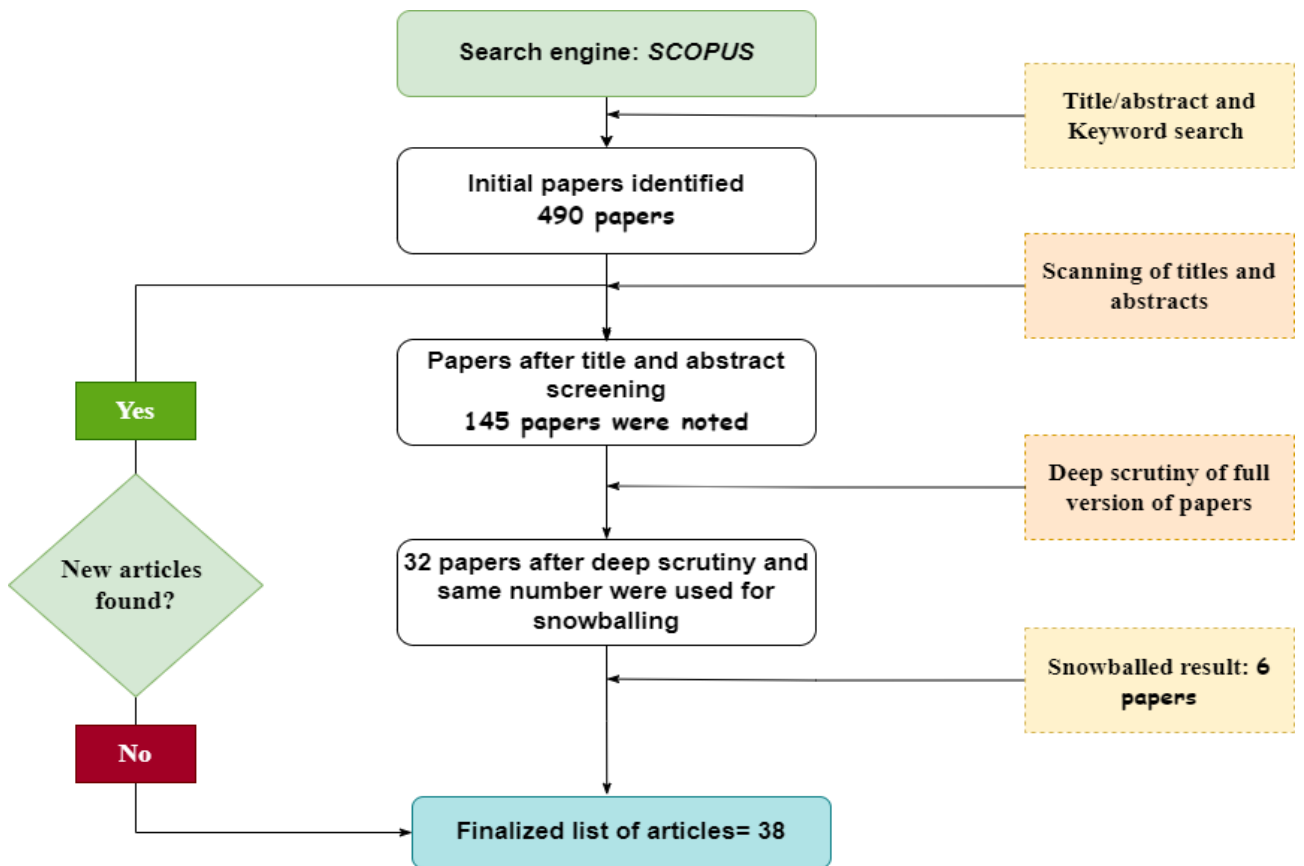 Search engine: SCOPUS
Title/abstract and
Keyword search
Initial papers identified
490 papers
Scanning of titles and
abstracts
Papers after title and abstract
screening
145 papers were noted
Yes
Deep scrutiny of full
version of papers
New articles
found?
32 papers after deep scrutiny and
same number were used for
snowballing
Snowballed result: 6
papers
No
Finalized list of articles= 38